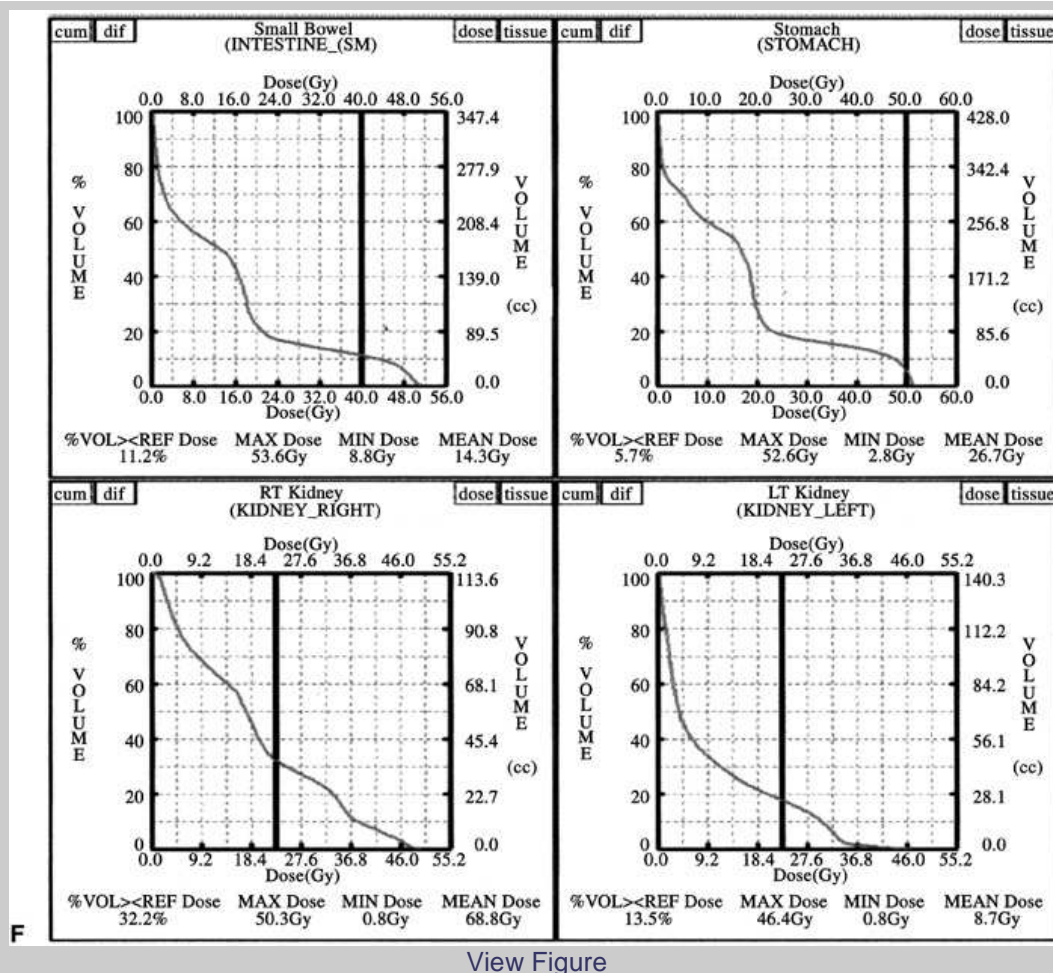 cum dif Small Bowel dose tissue
(INTESTINE_(SM)
Dose(Gy)
0.0 8.0 16.0 24.0 32.0 40.0 48.0 56.0
100 347.4
80 277.9
60 208.4
40 139.0
20 89.5
0 0.0
% VOLUME
VOLUME (cc)
0.0 8.0 16.0 24.0 32.0 40.0 48.0 56.0
Dose(Gy)
%VOL><REF Dose MAX Dose MIN Dose MEAN Dose
11.2% 53.6Gy 8.8Gy 14.3Gy
cum dif Stomach dose tissue
(STOMACH)
Dose(Gy)
0.0 10.0 20.0 30.0 40.0 50.0 60.0
100 428.0
80 342.4
60 256.8
40 171.2
20 85.6
0 0.0
% VOLUME
VOLUME (cc)
0.0 10.0 20.0 30.0 40.0 50.0 60.0
Dose(Gy)
%VOL><REF Dose MAX Dose MIN Dose MEAN Dose
5.7% 52.6Gy 2.8Gy 26.7Gy
cum dif RT Kidney dose tissue
(KIDNEY_RIGHT)
Dose(Gy)
0.0 9.2 18.4 27.6 36.8 46.0 55.2
100 113.6
80 90.8
60 68.1
40 45.4
20 22.7
0 0.0
% VOLUME
VOLUME (cc)
0.0 9.2 18.4 27.6 36.8 46.0 55.2
Dose(Gy)
%VOL><REF Dose MAX Dose MIN Dose MEAN Dose
32.2% 50.3Gy 0.8Gy 68.8Gy
cum dif LT Kidney dose tissue
(KIDNEY_LEFT)
Dose(Gy)
0.0 9.2 18.4 27.6 36.8 46.0 55.2
100 140.3
80 112.2
60 84.2
40 56.1
20 28.1
0 0.0
% VOLUME
VOLUME (cc)
0.0 9.2 18.4 27.6 36.8 46.0 55.2
Dose(Gy)
%VOL><REF Dose MAX Dose MIN Dose MEAN Dose
13.5% 46.4Gy 0.8Gy 8.7Gy
F
View Figure